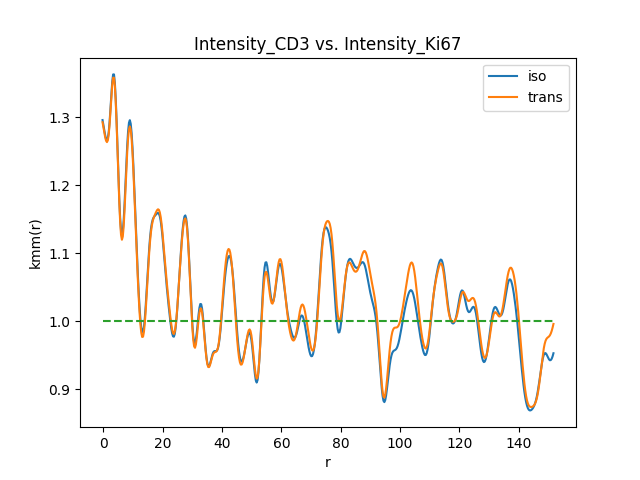 Intensity_CD3 vs. Intensity_Ki67
iso
trans
kmm(r)
1.3
1.2
1.1
1.0
0.9
0 20 40 60 80 100 120 140
r